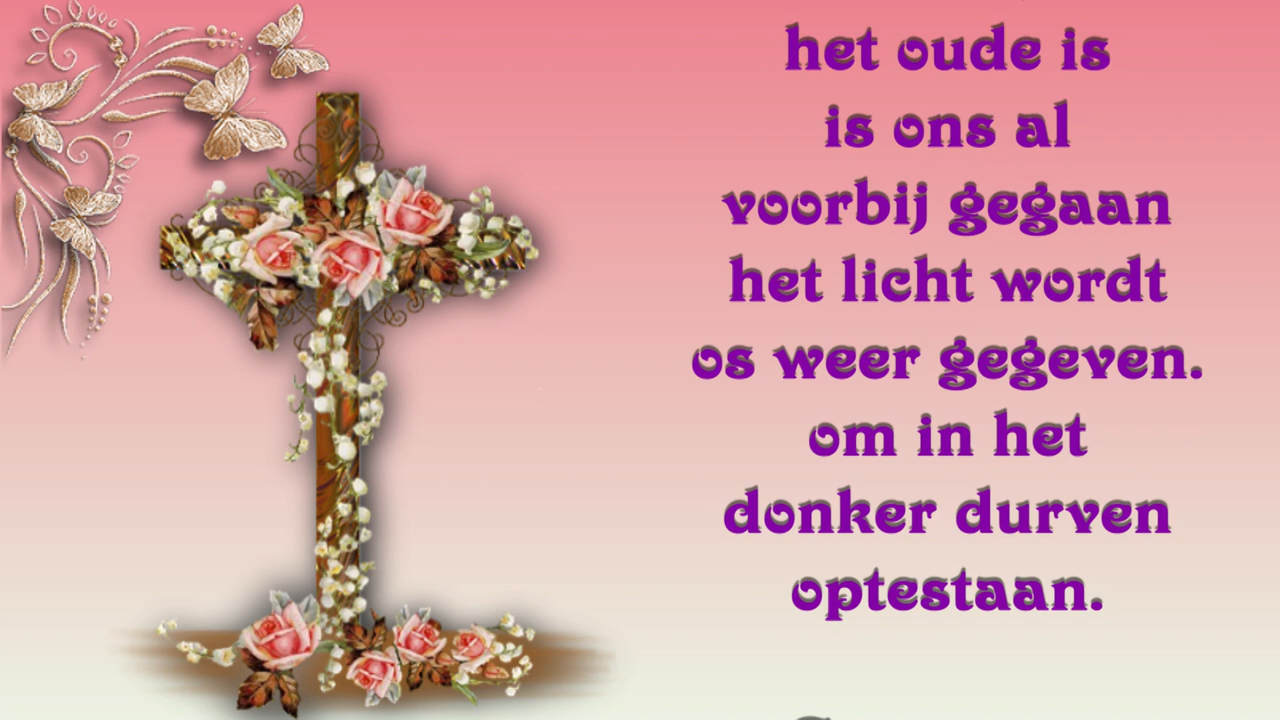 het oude is
is ons al
voorbij gegaan
het licht wordt
os weer gegeven.
om in het
donker durven
optestaan.